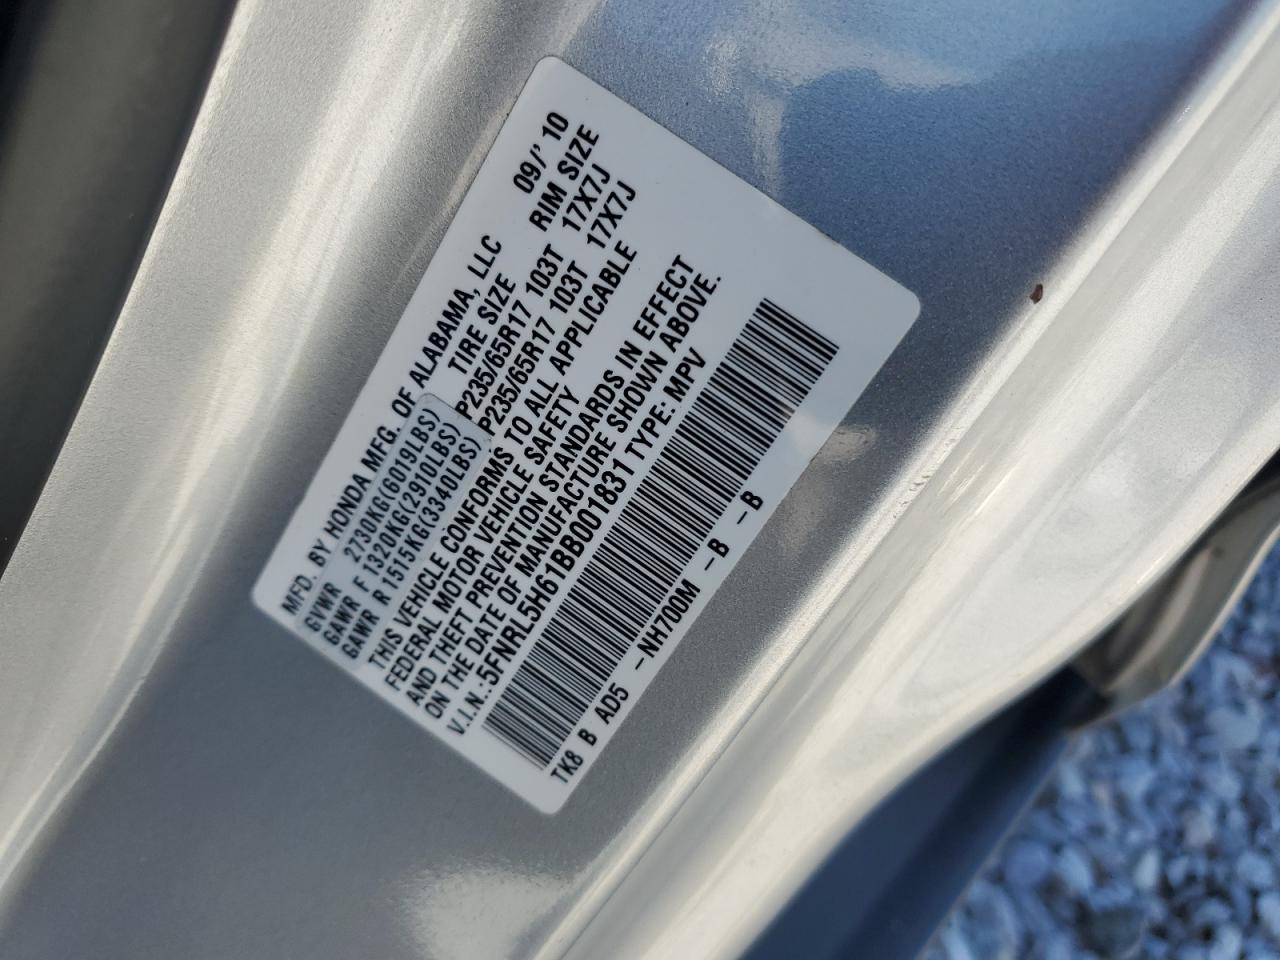 MFD. BY HONDA MFG. OF ALABAMA, LLC 09/' 10
TIRE SIZE RIM SIZE
GVWR 2730KG(6019LBS)
GAWR F 1320KG(2910LBS) P235/65R17 103T 17X7J
GAWR R 1515KG(3340LBS) P235/65R17 103T 17X7J
THIS VEHICLE CONFORMS TO ALL APPLICABLE
FEDERAL MOTOR VEHICLE SAFETY
AND THEFT PREVENTION STANDARDS IN EFFECT
ON THE DATE OF MANUFACTURE SHOWN ABOVE.
V.I.N.:5FNRL5H61BB001831 TYPE: MPV
TK8 B AD5 -NH700M -B -B